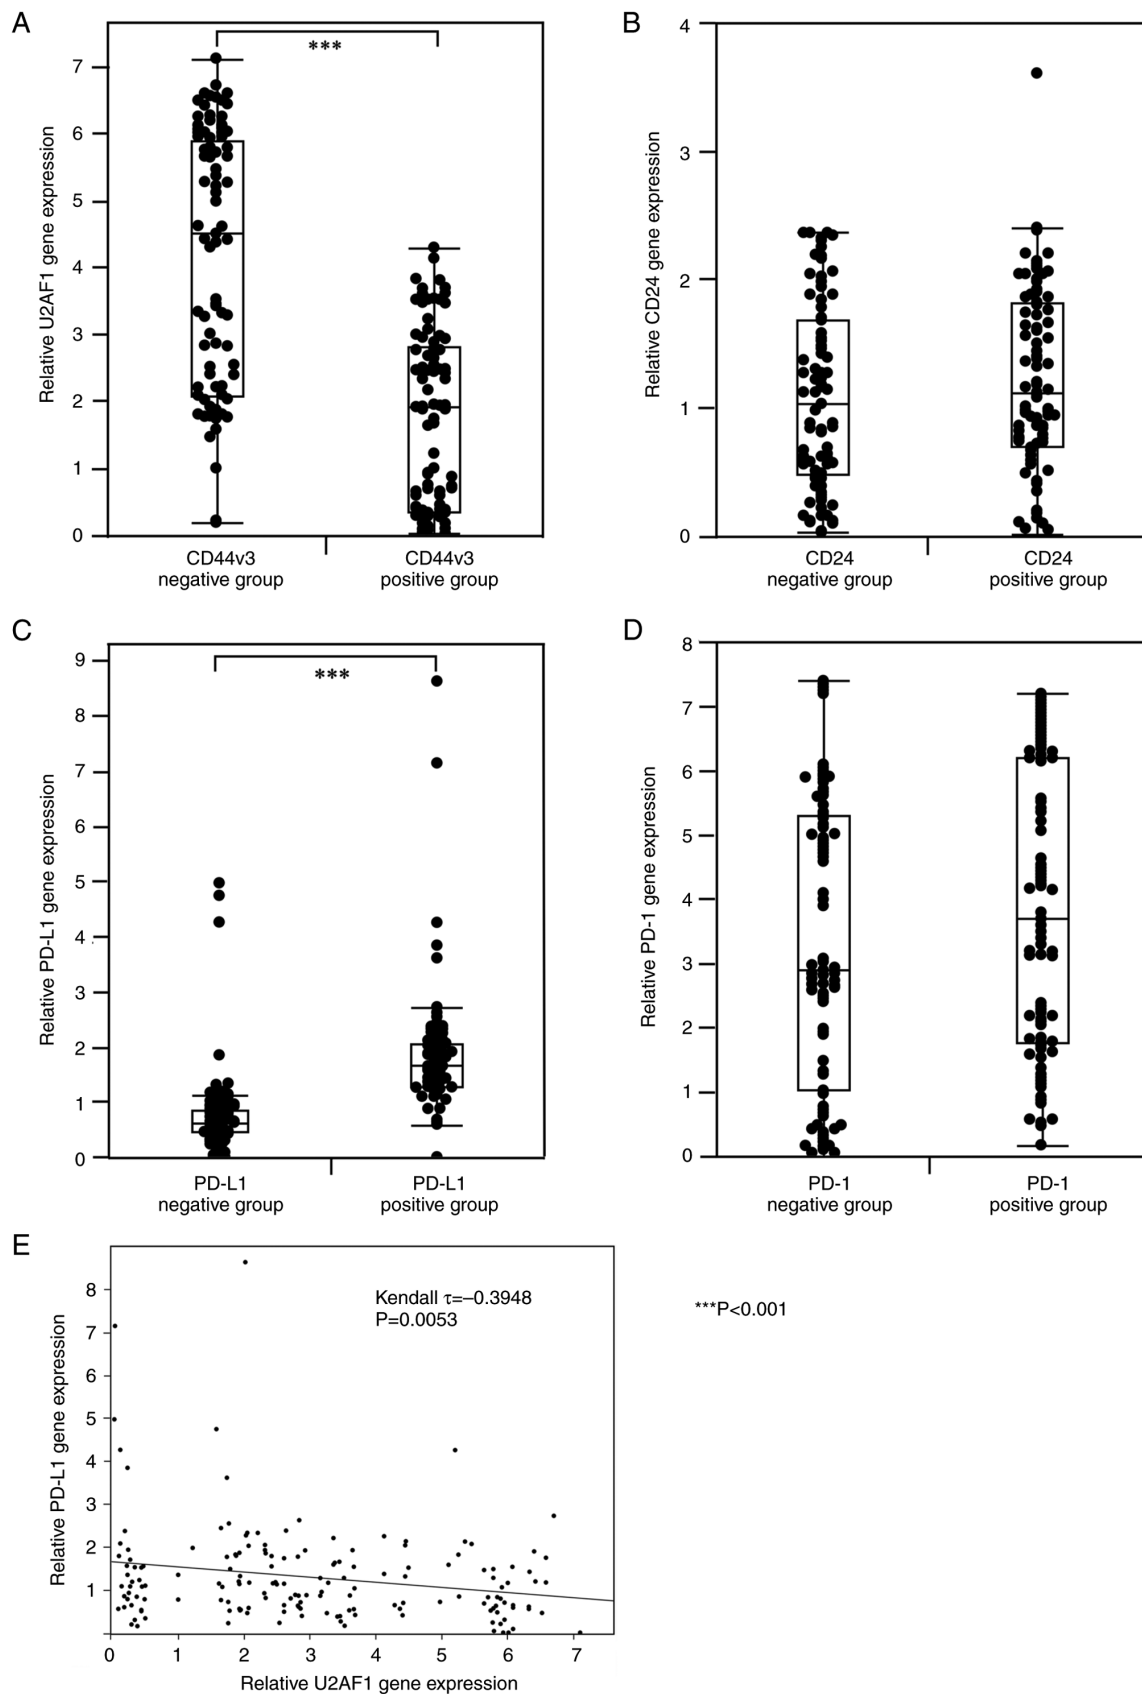 A
***
7
6
5
4
3
2
1
0
Relative U2AF1 gene expression
CD44v3
negative group
CD44v3
positive group
B
4
3
2
1
0
Relative CD24 gene expression
CD24
negative group
CD24
positive group
C
***
9
8
7
6
5
4
3
2
1
0
Relative PD-L1 gene expression
PD-L1
negative group
PD-L1
positive group
D
8
7
6
5
4
3
2
1
0
Relative PD-1 gene expression
PD-1
negative group
PD-1
positive group
E
Kendall τ=–0.3948
P=0.0053
8
7
6
5
4
3
2
1
Relative PD-L1 gene expression
0 1 2 3 4 5 6 7
Relative U2AF1 gene expression
***P<0.001